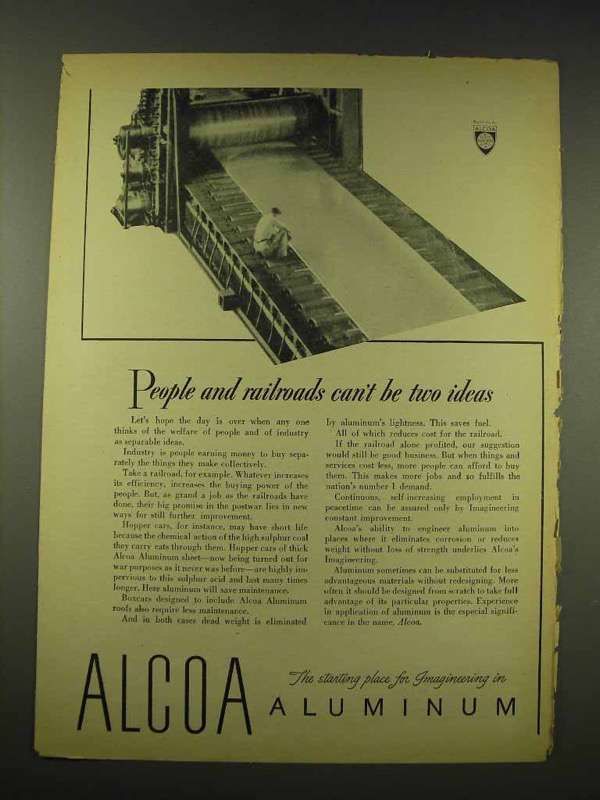 ALCOA
People and railroads can't be two ideas
Let's hope the day is over when any one
thinks of the welfare of people and of industry
as separable ideas.
Industry is people earning money to buy sepa-
rately the things they make collectively.
Take a railroad, for example. Whatever increases
its efficiency, increases the buying power of the
people. But, as grand a job as the railroads have
done, their big promise in the postwar lies in new
ways for still further improvement.
Hopper cars, for instance, may have short life
because the chemical action of the high sulphur coal
they carry eats through them. Hopper cars of thick
Alcoa Aluminum sheet—now being turned out for
war purposes as it never was before—are highly im-
pervious to this sulphur acid and last many times
longer. Here aluminum will save maintenance.
Boxcars designed to include Alcoa Aluminum
roofs also require less maintenance.
And in both cases dead weight is eliminated
by aluminum's lightness. This saves fuel.
All of which reduces cost for the railroad.
If the railroad alone profited, our suggestion
would still be good business. But when things and
services cost less, more people can afford to buy
them. This makes more jobs and so fulfills the
nation's number 1 demand.
Continuous, self-increasing employment in
peacetime can be assured only by Imagineering
constant improvement.
Alcoa's ability to engineer aluminum into
places where it eliminates corrosion or reduces
weight without loss of strength underlies Alcoa's
Imagineering.
Aluminum sometimes can be substituted for less
advantageous materials without redesigning. More
often it should be designed from scratch to take full
advantage of its particular properties. Experience
in application of aluminum is the especial signifi-
cance in the name, Alcoa.
ALCOA
The starting place for Imagineering in
ALUMINUM